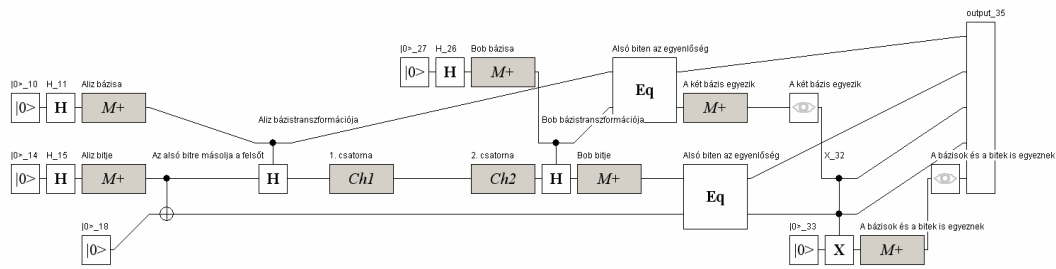 output_35
|0>_27 H_26 Bob bázisa Alsó biten az egyenlőség
|0> H M+ Eq
|0>_10 H_11 Aliz bázisa A két bázis egyezik A két bázis egyezik
|0> H M+ M+
Aliz bázistranszformációja Bob bázistranszformációja
|0>_14 H_15 Aliz bitje Az alsó bitre másolja a felsőt 1. csatorna 2. csatorna Bob bitje Alsó biten az egyenlőség X_32 A bázisok és a bitek is egyeznek
|0> H M+ H Ch1 Ch2 H M+ Eq
|0>_18 |0>_33 A bázisok és a bitek is egyeznek
|0> |0> X M+